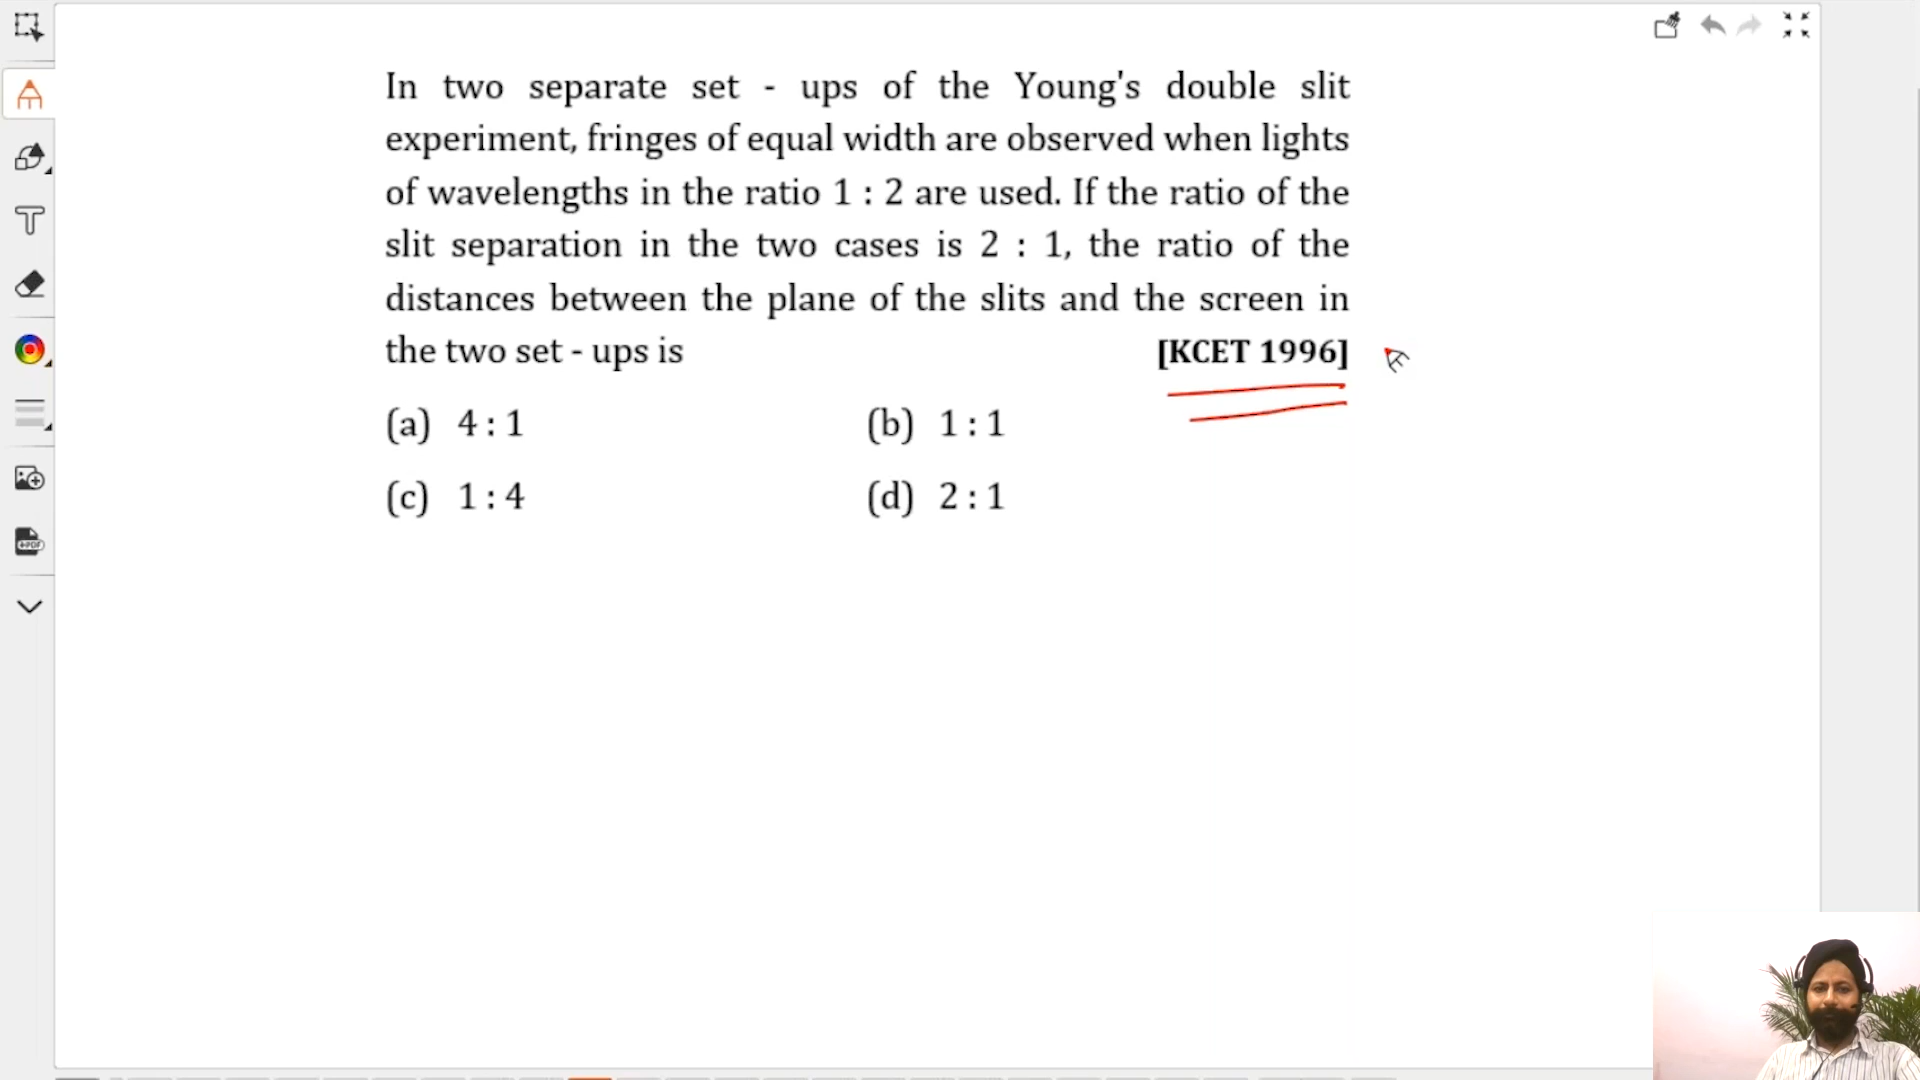 In two separate set - ups of the Young's double slit
experiment, fringes of equal width are observed when lights
of wavelengths in the ratio 1 : 2 are used. If the ratio of the
slit separation in the two cases is 2 : 1, the ratio of the
distances between the plane of the slits and the screen in
the two set - ups is [KCET 1996]
(a) 4 : 1 (b) 1 : 1
(c) 1 : 4 (d) 2 : 1